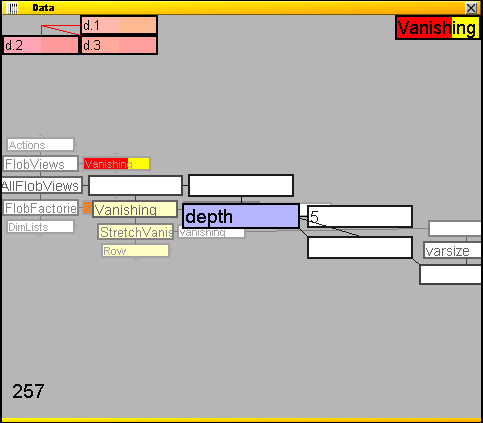 Data
d.1
Vanishing
d.2
d.3
Actions
FlobViews
Vanishing
AllFlobViews
FlobFactorie
Vanishing
depth
5
DimLists
StretchVanis
Vanishing
Row
varsize
257